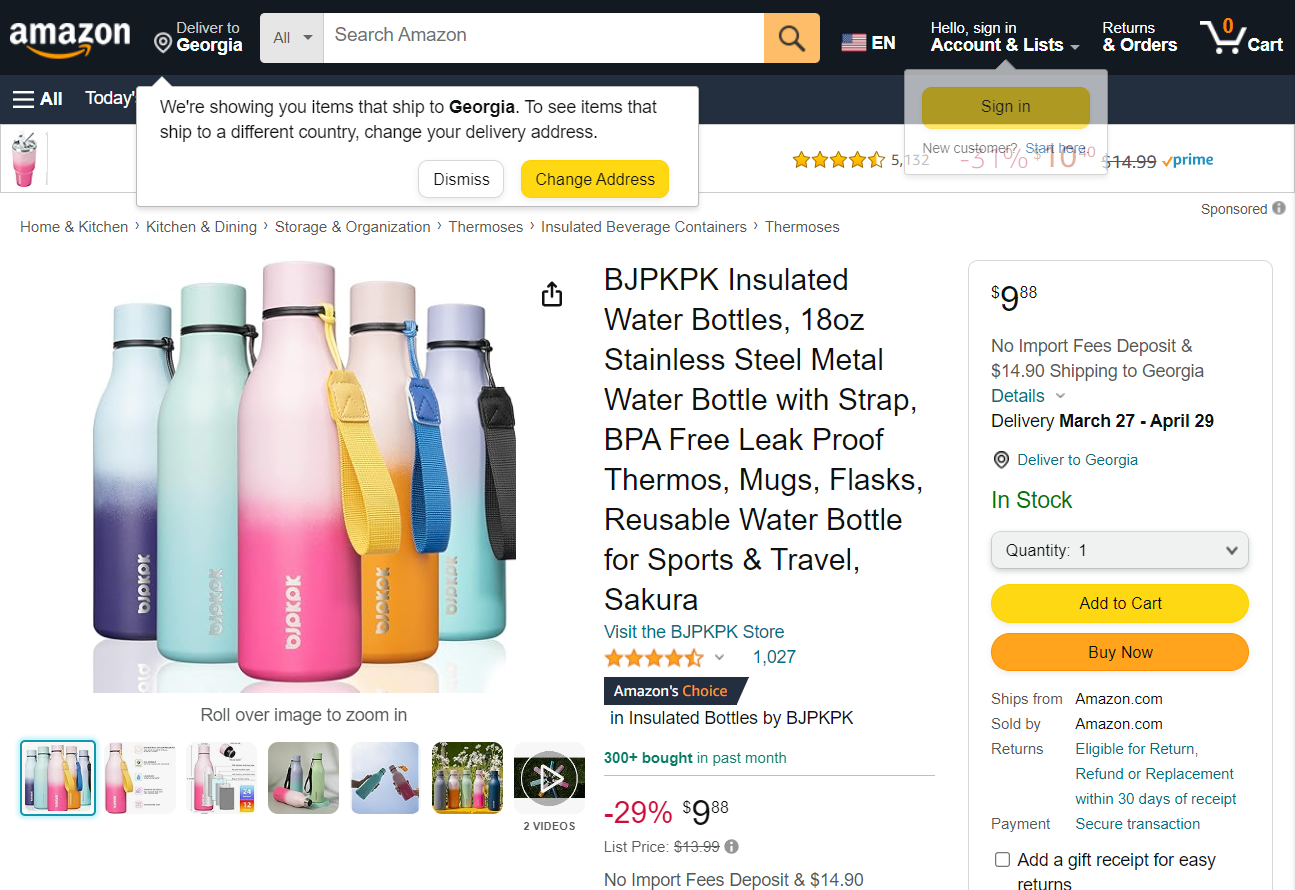 amazon
Deliver to
Georgia
All
Search Amazon
EN
Hello, sign in
Account & Lists
Returns
& Orders
0
Cart
All
Today'
We're showing you items that ship to Georgia. To see items that
ship to a different country, change your delivery address.
Dismiss
Change Address
Sign in
New customer? Start here.
5,132
-31% $10.40
$14.99
prime
Sponsored
Home & Kitchen › Kitchen & Dining › Storage & Organization › Thermoses › Insulated Beverage Containers › Thermoses
BJPKPK
BJPKPK
BJPKPK
BJPKPK
BJPKPK
Roll over image to zoom in
24
12
2 VIDEOS
BJPKPK Insulated
Water Bottles, 18oz
Stainless Steel Metal
Water Bottle with Strap,
BPA Free Leak Proof
Thermos, Mugs, Flasks,
Reusable Water Bottle
for Sports & Travel,
Sakura
Visit the BJPKPK Store
1,027
Amazon's Choice
in Insulated Bottles by BJPKPK
300+ bought in past month
-29% $9 88
List Price: $13.99
No Import Fees Deposit & $14.90
$9 88
No Import Fees Deposit &
$14.90 Shipping to Georgia
Details
Delivery March 27 - April 29
Deliver to Georgia
In Stock
Quantity: 1
Add to Cart
Buy Now
Ships from Amazon.com
Sold by Amazon.com
Returns Eligible for Return,
Refund or Replacement
within 30 days of receipt
Payment Secure transaction
Add a gift receipt for easy
returns